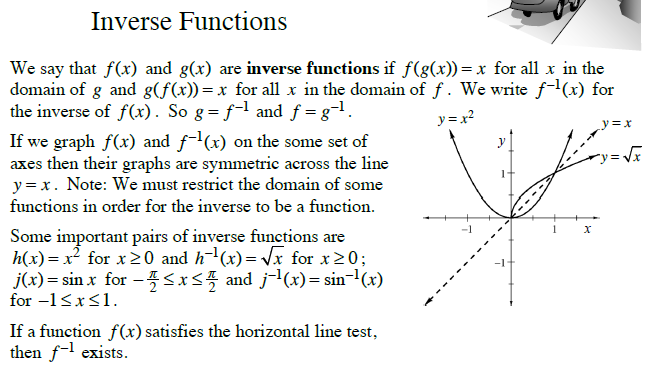 Inverse Functions
We say that f(x) and g(x) are inverse functions if f(g(x)) = x for all x in the
domain of g and g(f(x)) = x for all x in the domain of f. We write f⁻¹(x) for
the inverse of f(x). So g = f⁻¹ and f = g⁻¹.
If we graph f(x) and f⁻¹(x) on the some set of
axes then their graphs are symmetric across the line
y = x. Note: We must restrict the domain of some
functions in order for the inverse to be a function.
Some important pairs of inverse functions are
h(x) = x² for x ≥ 0 and h⁻¹(x) = √x for x ≥ 0;
j(x) = sin x for −π/2 ≤ x ≤ π/2 and j⁻¹(x) = sin⁻¹(x)
for −1 ≤ x ≤ 1.
If a function f(x) satisfies the horizontal line test,
then f⁻¹ exists.
y = x²
y = x
y
y = √x
1
−1
1
x
−1